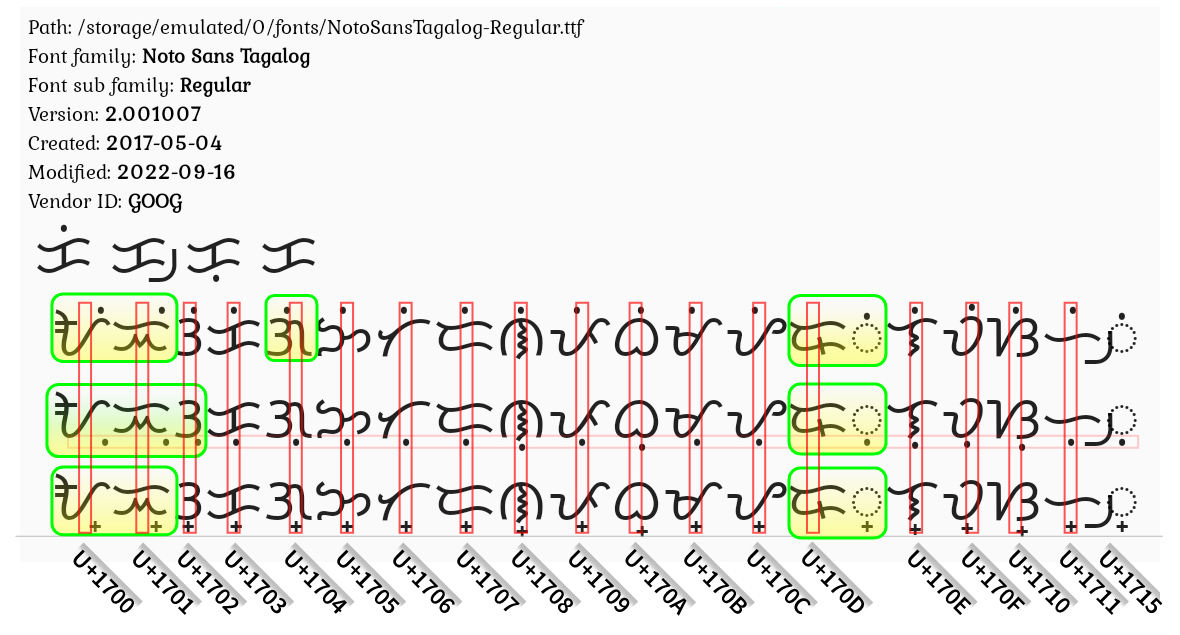 Path: /storage/emulated/0/fonts/NotoSansTagalog-Regular.ttf
Font family: Noto Sans Tagalog
Font sub family: Regular
Version: 2.001007
Created: 2017-05-04
Modified: 2022-09-16
Vendor ID: GOOG
ᜃᜒ ᜃ᜕ ᜃᜓ ᜃ
ᜀᜒᜁᜒᜂᜒᜃᜒᜄᜒᜅᜒᜆᜒᜇᜒᜈᜒᜉᜒᜊᜒᜋᜒᜌᜒᜍᜒᜎᜒᜏᜒᜐᜒᜑᜒ᜕ᜒ
ᜀᜓᜁᜓᜂᜓᜃᜓᜄᜓᜅᜓᜆᜓᜇᜓᜈᜓᜉᜓᜊᜓᜋᜓᜌᜓᜍᜓᜎᜓᜏᜓᜐᜓᜑᜓ᜕ᜓ
ᜀ᜔ᜁ᜔ᜂ᜔ᜃ᜔ᜄ᜔ᜅ᜔ᜆ᜔ᜇ᜔ᜈ᜔ᜉ᜔ᜊ᜔ᜋ᜔ᜌ᜔ᜍ᜔ᜎ᜔ᜏ᜔ᜐ᜔ᜑ᜔᜕᜔
U+1700 U+1701 U+1702 U+1703 U+1704 U+1705 U+1706 U+1707 U+1708 U+1709 U+170A U+170B U+170C U+170D U+170E U+170F U+1710 U+1711 U+1715